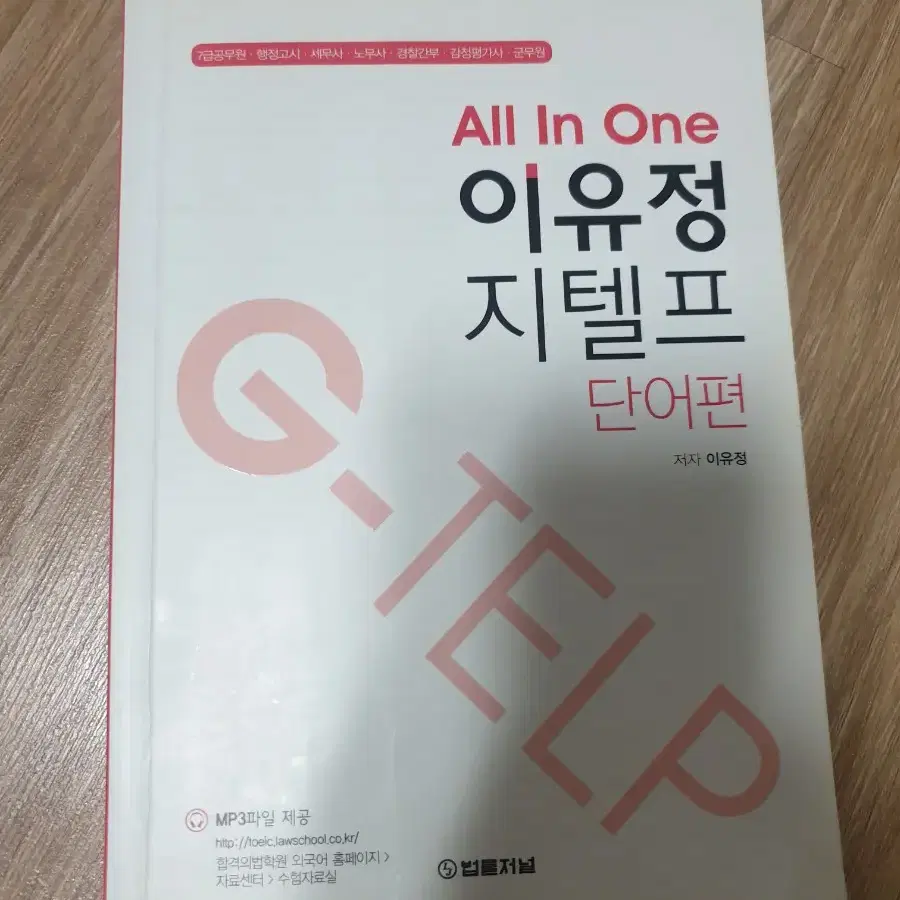 7급공무원 · 행정고시 · 세무사 · 노무사 · 경찰간부 · 감정평가사 · 군무원
All In One
이유정
지텔프
단어편
저자 이유정
G-TELP
MP3파일 제공
http://toeic.lawschool.co.kr/
합격의법학원 외국어 홈페이지 >
자료센터 > 수험자료실
법률저널